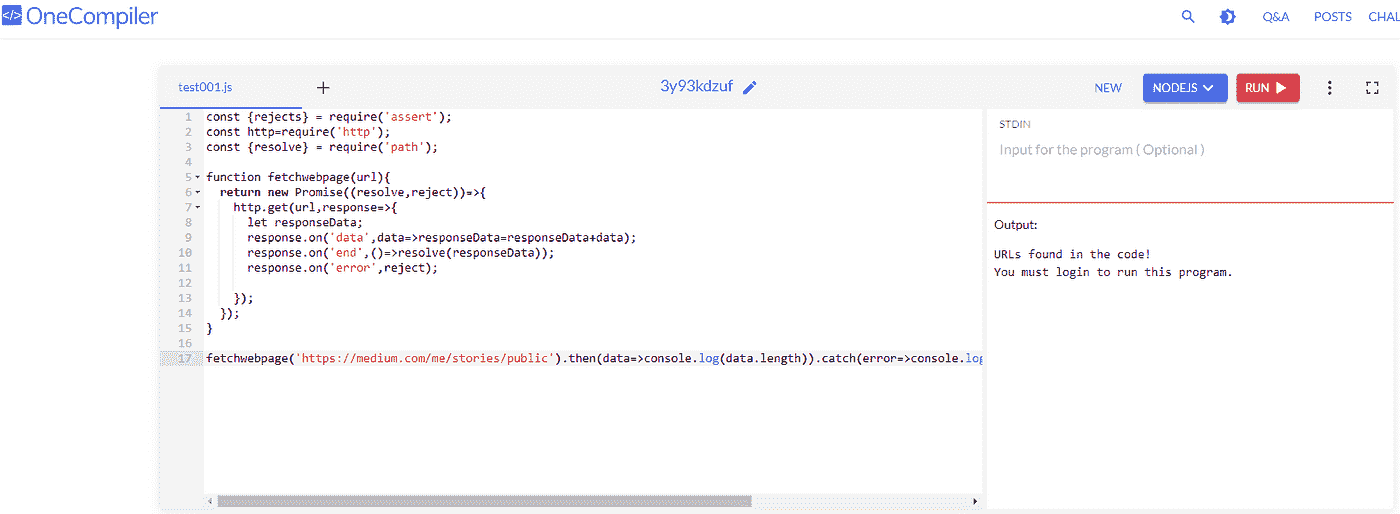 </> OneCompiler
Q&A POSTS CHAL
test001.js + 3y93kdzuf NEW NODEJS RUN
1 const {rejects} = require('assert');
2 const http=require('http');
3 const {resolve} = require('path');
4
5 function fetchwebpage(url){
6 return new Promise((resolve,reject))=>{
7 http.get(url,response=>{
8 let responseData;
9 response.on('data',data=>responseData=responseData+data);
10 response.on('end',()=>resolve(responseData));
11 response.on('error',reject);
12
13 });
14 });
15 }
16
17 fetchwebpage('https://medium.com/me/stories/public').then(data=>console.log(data.length)).catch(error=>console.log
STDIN
Input for the program ( Optional )
Output:
URLs found in the code!
You must login to run this program.